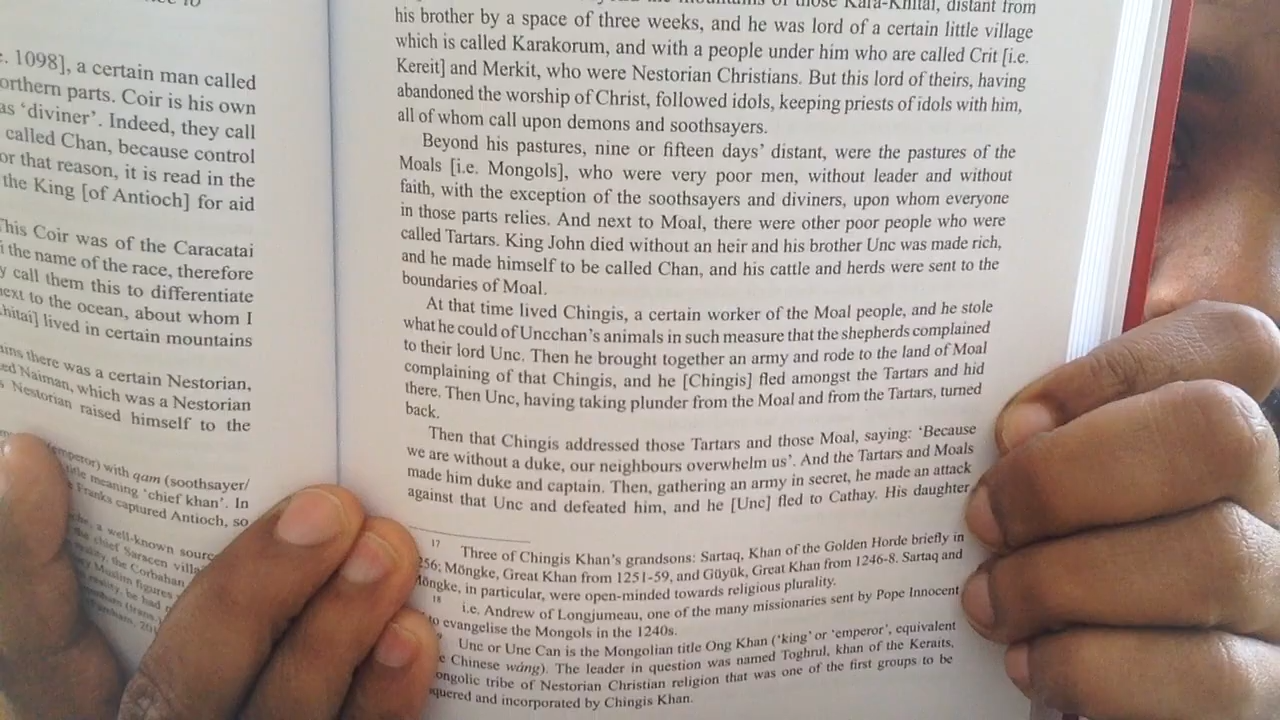 : 1098], a certain man called
orthern parts. Coir is his own
as 'diviner'. Indeed, they call
called Chan, because control
or that reason, it is read in the
the King [of Antioch] for aid
This Coir was of the Caracatai
the name of the race, therefore
y call them this to differentiate
next to the ocean, about whom I
hitai] lived in certain mountains
ains there was a certain Nestorian,
ed Naiman, which was a Nestorian
s Nestorian raised himself to the
emperor) with qam (soothsayer/
title meaning 'chief khan'. In
Franks captured Antioch, so
a well-known source
the chief Saracen
the Corbahan
Muslim figures
he had
mountains of those Kara-Khitai, distant from
his brother by a space of three weeks, and he was lord of a certain little village
which is called Karakorum, and with a people under him who are called Crit [i.e.
Kereit] and Merkit, who were Nestorian Christians. But this lord of theirs, having
abandoned the worship of Christ, followed idols, keeping priests of idols with him,
all of whom call upon demons and soothsayers.
Beyond his pastures, nine or fifteen days' distant, were the pastures of the
Moals [i.e. Mongols], who were very poor men, without leader and without
faith, with the exception of the soothsayers and diviners, upon whom everyone
in those parts relies. And next to Moal, there were other poor people who were
called Tartars. King John died without an heir and his brother Unc was made rich,
and he made himself to be called Chan, and his cattle and herds were sent to the
boundaries of Moal.
At that time lived Chingis, a certain worker of the Moal people, and he stole
what he could of Uncchan's animals in such measure that the shepherds complained
to their lord Unc. Then he brought together an army and rode to the land of Moal
complaining of that Chingis, and he [Chingis] fled amongst the Tartars and hid
there. Then Unc, having taking plunder from the Moal and from the Tartars, turned
back.
Then that Chingis addressed those Tartars and those Moal, saying: 'Because
we are without a duke, our neighbours overwhelm us'. And the Tartars and Moals
made him duke and captain. Then, gathering an army in secret, he made an attack
against that Unc and defeated him, and he [Unc] fled to Cathay. His daughter
17 Three of Chingis Khan's grandsons: Sartaq, Khan of the Golden Horde briefly in
256; Möngke, Great Khan from 1251-59, and Güyük, Great Khan from 1246-8. Sartaq and
Möngke, in particular, were open-minded towards religious plurality.
18 i.e. Andrew of Longjumeau, one of the many missionaries sent by Pope Innocent
to evangelise the Mongols in the 1240s.
Unc or Unc Can is the Mongolian title Ong Khan ('king' or 'emperor', equivalent
e Chinese wáng). The leader in question was named Toghrul, khan of the Keraits,
ongolic tribe of Nestorian Christian religion that was one of the first groups to be
quered and incorporated by Chingis Khan.